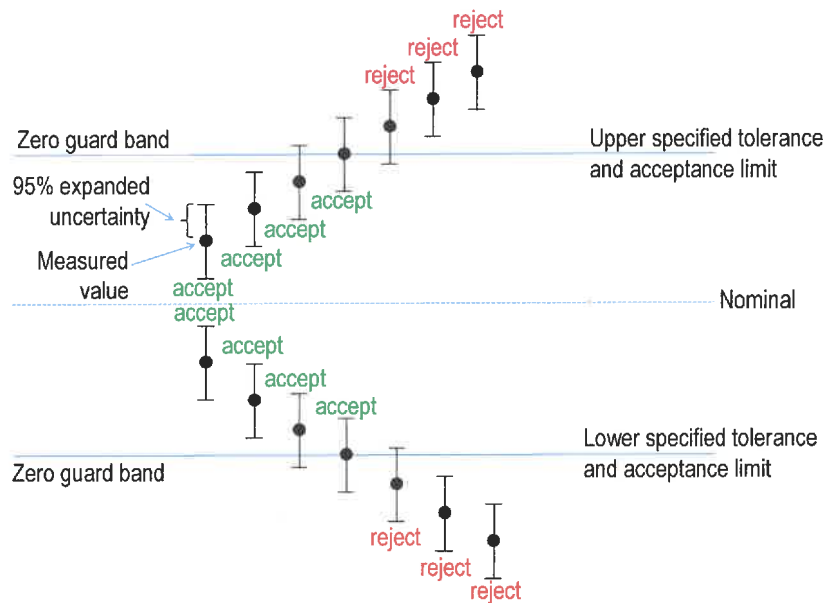 reject
reject
reject
Zero guard band
Upper specified tolerance
and acceptance limit
95% expanded
uncertainty
accept
accept
accept
Measured
value
accept
Nominal
accept
accept
accept
accept
Lower specified tolerance
and acceptance limit
Zero guard band
reject
reject
reject